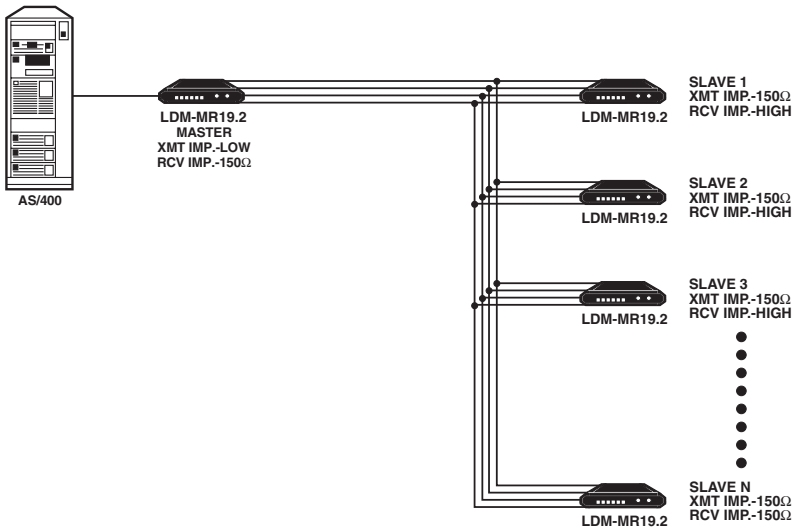 AS/400
LDM-MR19.2
MASTER
XMT IMP.-LOW
RCV IMP.-150Ω
LDM-MR19.2
SLAVE 1
XMT IMP.-150Ω
RCV IMP.-HIGH
LDM-MR19.2
SLAVE 2
XMT IMP.-150Ω
RCV IMP.-HIGH
LDM-MR19.2
SLAVE 3
XMT IMP.-150Ω
RCV IMP.-HIGH
LDM-MR19.2
SLAVE N
XMT IMP.-150Ω
RCV IMP.-150Ω